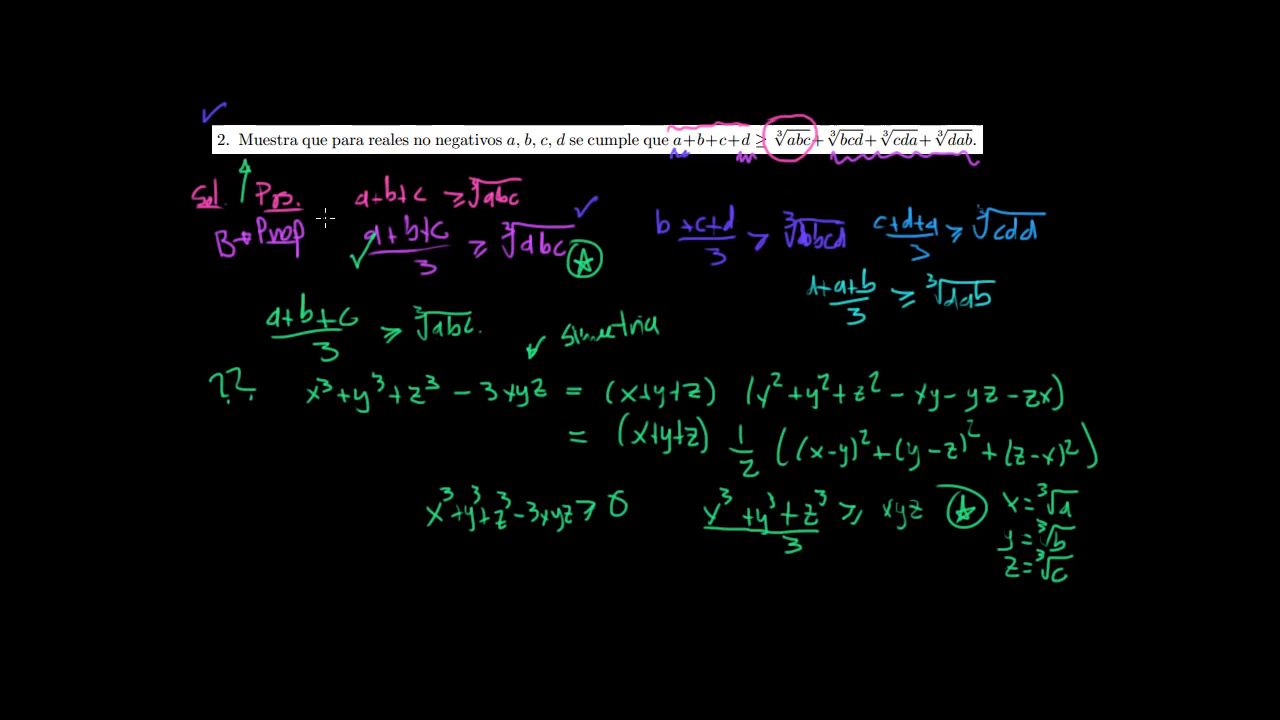 2. Muestra que para reales no negativos a, b, c, d se cumple que a+b+c+d ≥ ∛abc + ∛bcd + ∛cda + ∛dab.
Sol. Prs. a+b+c ≥ ∛abc
B→Prop (a+b+c)/3 ≥ ∛abc ☆
(b+c+d)/3 ≥ ∛bcd (c+d+a)/3 ≥ ∛cda
(d+a+b)/3 ≥ ∛dab
(a+b+c)/3 ≥ ∛abc. simetria
?? x³+y³+z³ - 3xyz = (x+y+z) (x²+y²+z² - xy - yz - zx)
= (x+y+z) 1/2 ((x-y)²+(y-z)²+(z-x)²)
x³+y³+z³-3xyz ≥ 0 (x³+y³+z³)/3 ≥ xyz ☆ x=∛a
y=∛b
z=∛c